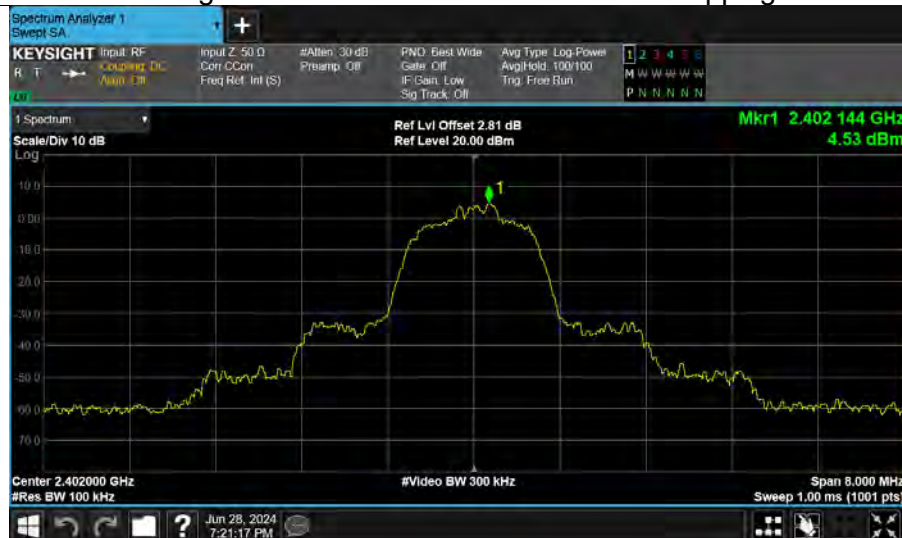 Spectrum Analyzer 1
Swept SA
+
KEYSIGHT Input: RF
R T Coupling: DC
Align: Off
Input Z: 50 Ω
Corr CCorr
Freq Ref: Int (S)
#Atten: 30 dB
Preamp: Off
PNO: Best Wide
Gate: Off
IF Gain: Low
Sig Track: Off
Avg Type: Log-Power
Avg|Hold: 100/100
Trig: Free Run
1 2 3 4 5 6
M W W W W W
P N N N N N
1 Spectrum
Scale/Div 10 dB
Log
Ref Lvl Offset 2.81 dB
Ref Level 20.00 dBm
Mkr1 2.402 144 GHz
4.53 dBm
1
10.0
0.00
-10.0
-20.0
-30.0
-40.0
-50.0
-60.0
-70.0
Center 2.402000 GHz
#Res BW 100 kHz
#Video BW 300 kHz
Span 8.000 MHz
Sweep 1.00 ms (1001 pts)
?
Jun 28, 2024
7:21:17 PM